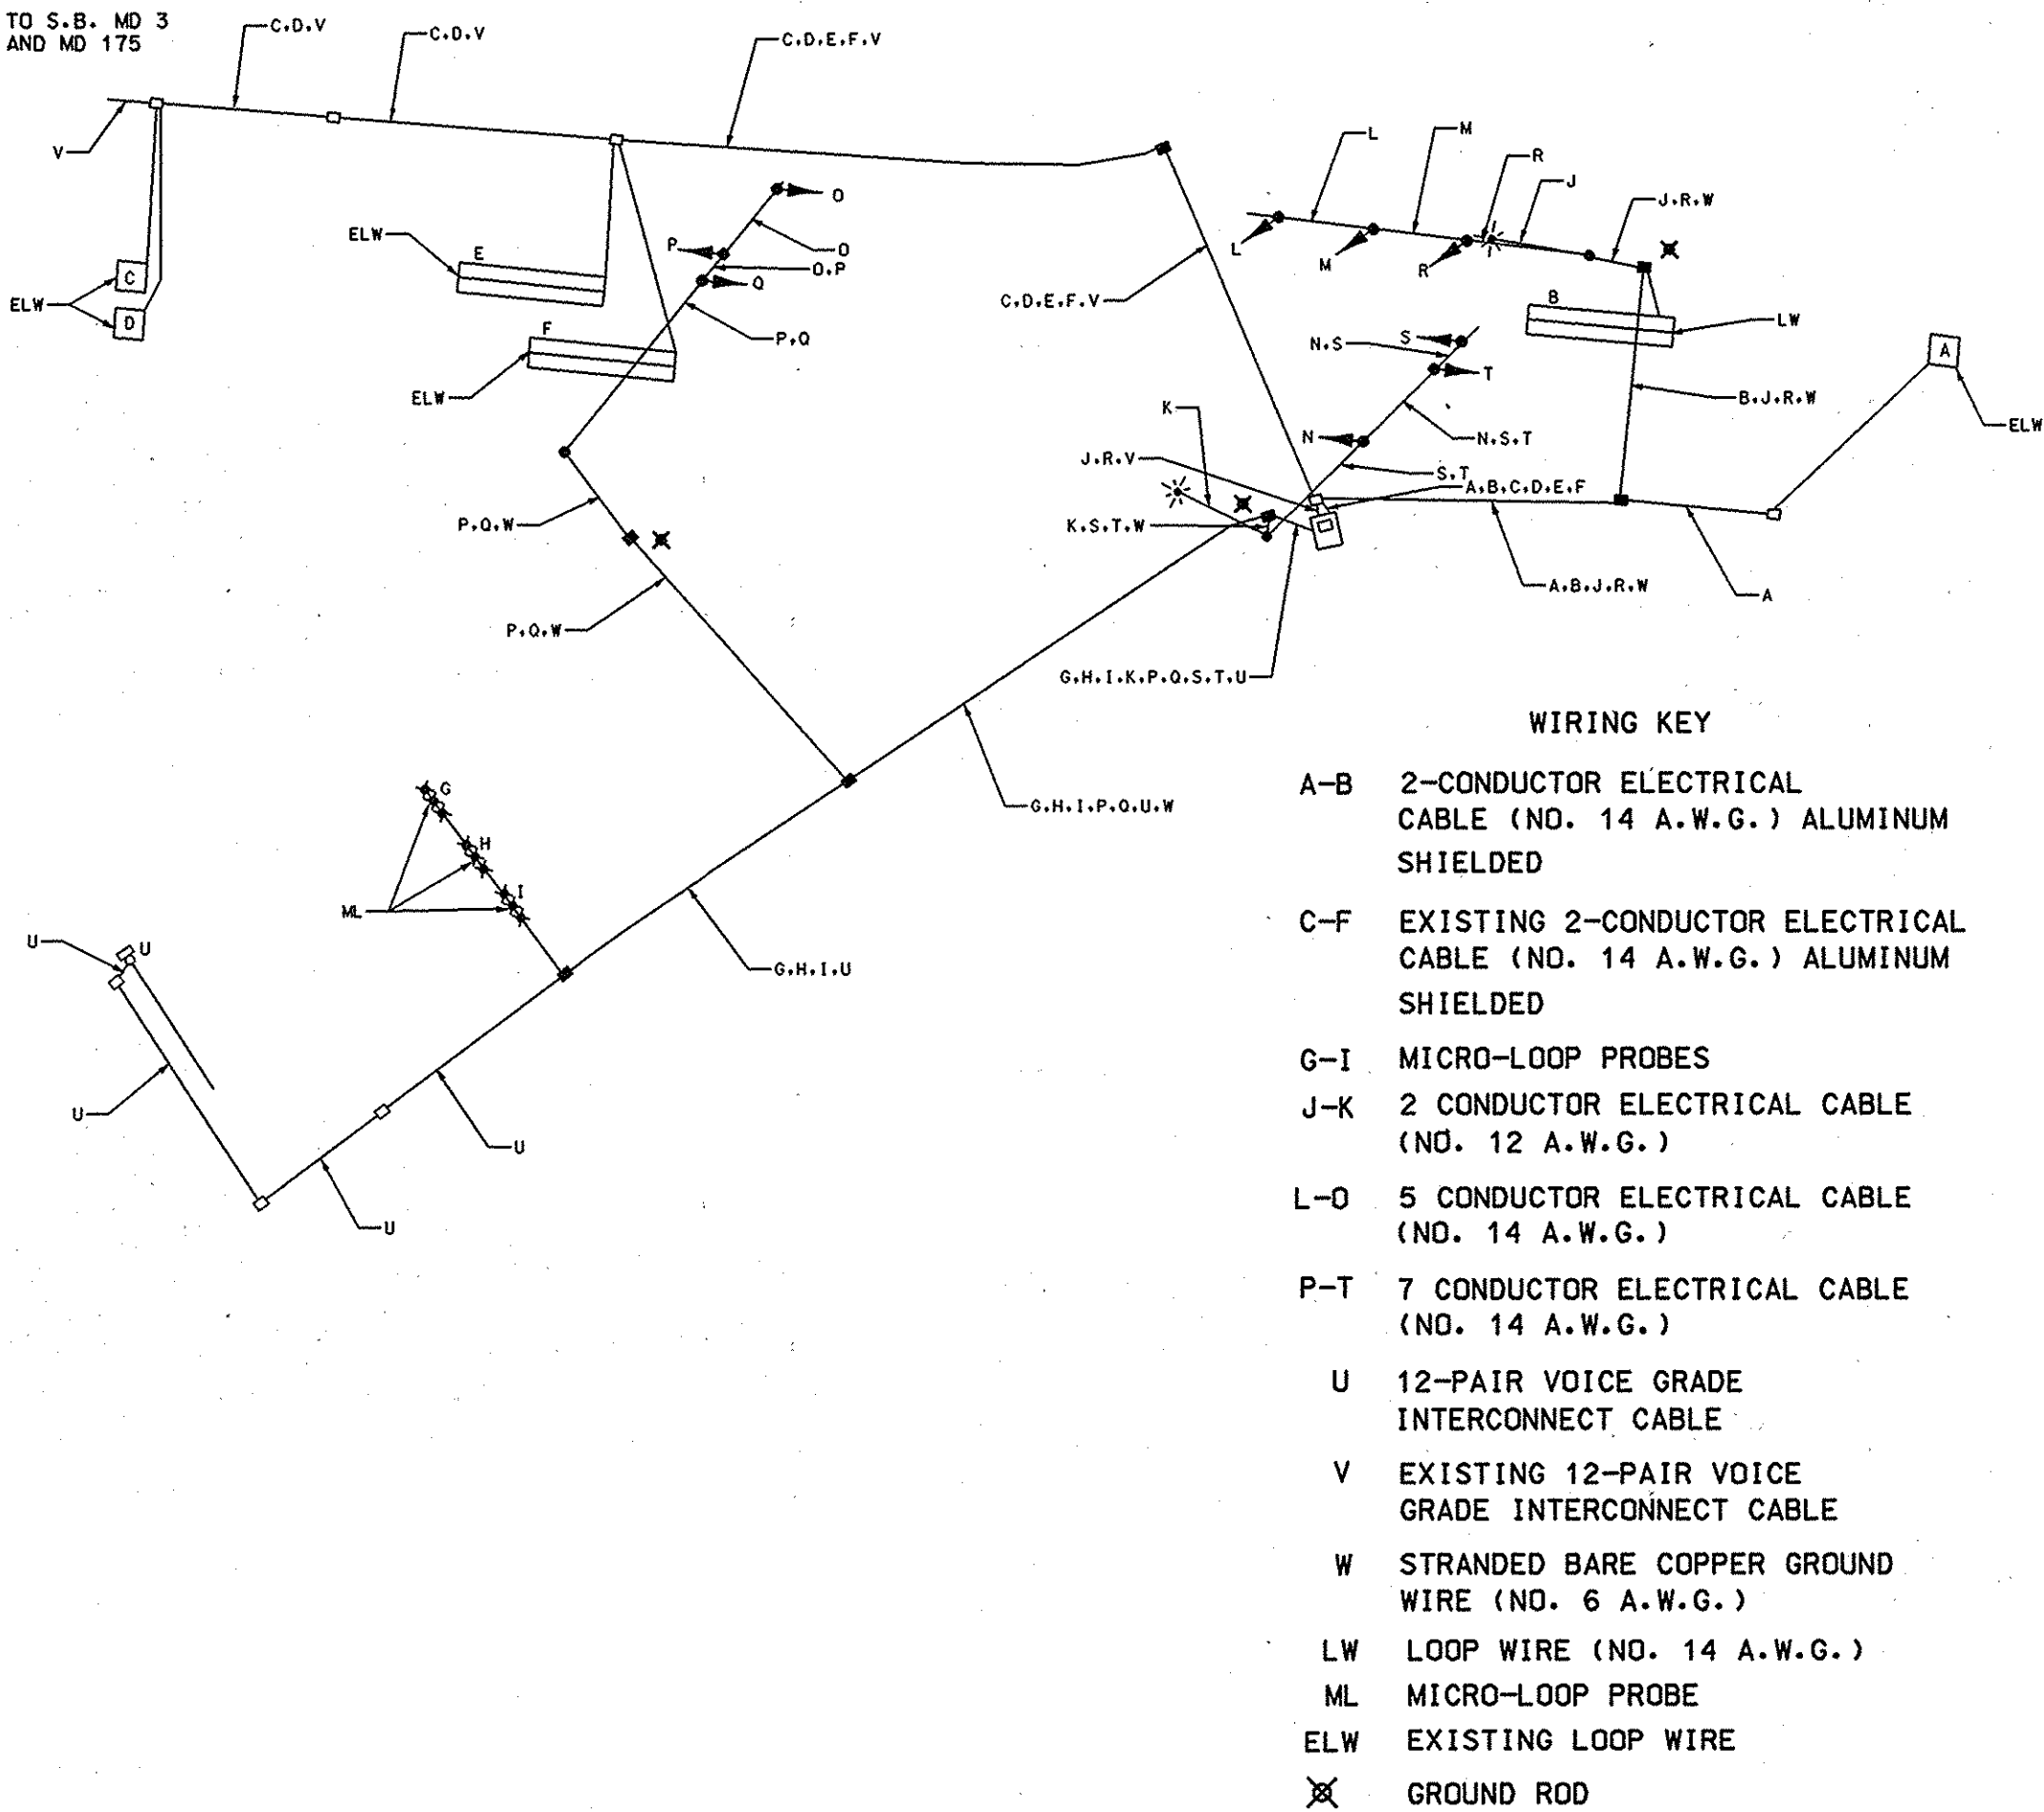 TO S.B. MD 3
AND MD 175
C,D,V
C,D,V
C,D,E,F,V
V
L
M
R
J
J,R,W
O
P
O
O,P
Q
P,Q
ELW
E
ELW
C
D
F
ELW
L
M
R
C,D,E,F,V
B
LW
S
N,S
T
A
ELW
B,J,R,W
K
N
N,S,T
J,R,V
S,T
A,B,C,D,E,F
P,Q,W
K,S,T,W
A,B,J,R,W
A
P,Q,W
G,H,I,K,P,Q,S,T,U
G
H
I
ML
G,H,I,P,Q,U,W
U
U
G,H,I,U
U
U
U
WIRING KEY
A-B 2-CONDUCTOR ELECTRICAL
CABLE (NO. 14 A.W.G.) ALUMINUM
SHIELDED
C-F EXISTING 2-CONDUCTOR ELECTRICAL
CABLE (NO. 14 A.W.G.) ALUMINUM
SHIELDED
G-I MICRO-LOOP PROBES
J-K 2 CONDUCTOR ELECTRICAL CABLE
(NO. 12 A.W.G.)
L-O 5 CONDUCTOR ELECTRICAL CABLE
(NO. 14 A.W.G.)
P-T 7 CONDUCTOR ELECTRICAL CABLE
(NO. 14 A.W.G.)
U 12-PAIR VOICE GRADE
INTERCONNECT CABLE
V EXISTING 12-PAIR VOICE
GRADE INTERCONNECT CABLE
W STRANDED BARE COPPER GROUND
WIRE (NO. 6 A.W.G.)
LW LOOP WIRE (NO. 14 A.W.G.)
ML MICRO-LOOP PROBE
ELW EXISTING LOOP WIRE
GROUND ROD